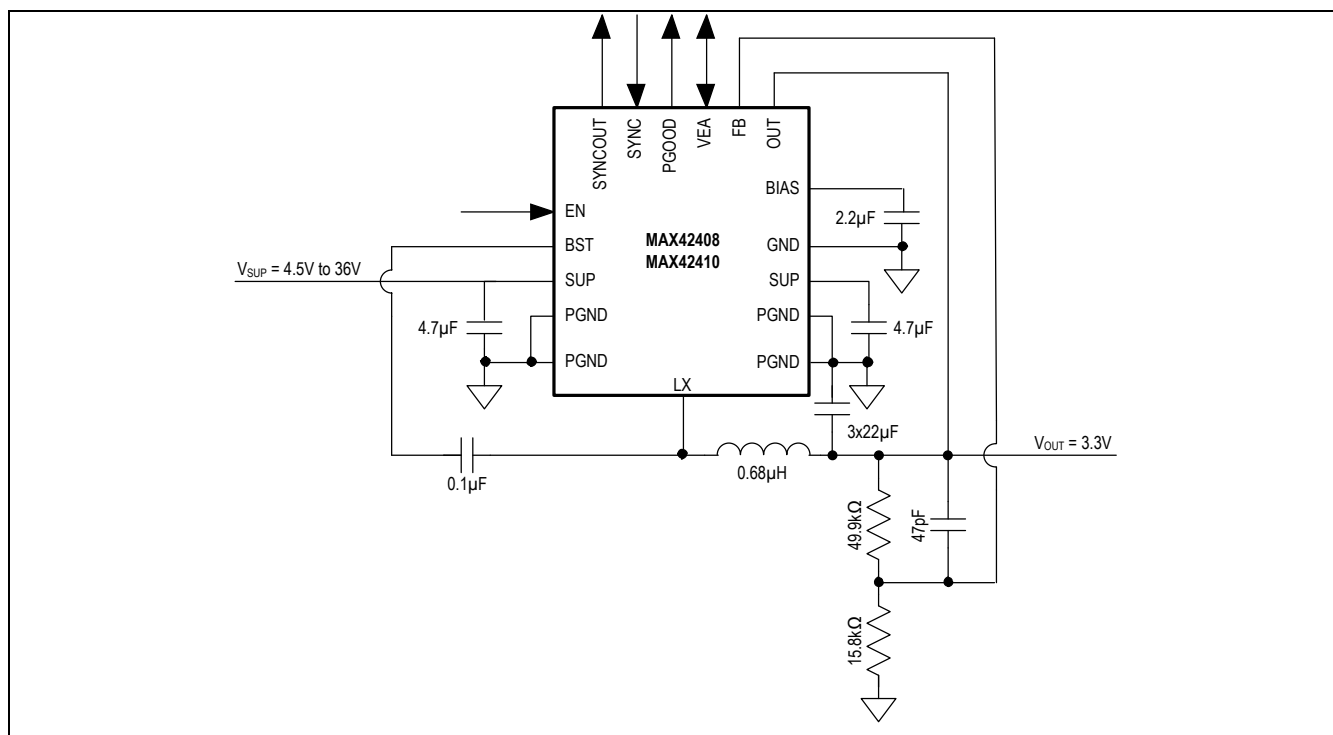 SYNCOUT
SYNC
PGOOD
VEA
FB
OUT
BIAS
2.2µF
EN
MAX42408
MAX42410
GND
BST
VSUP = 4.5V to 36V
SUP
SUP
4.7µF
PGND
PGND
4.7µF
PGND
PGND
LX
3x22µF
VOUT = 3.3V
0.1µF
0.68µH
49.9kΩ
47pF
15.8kΩ